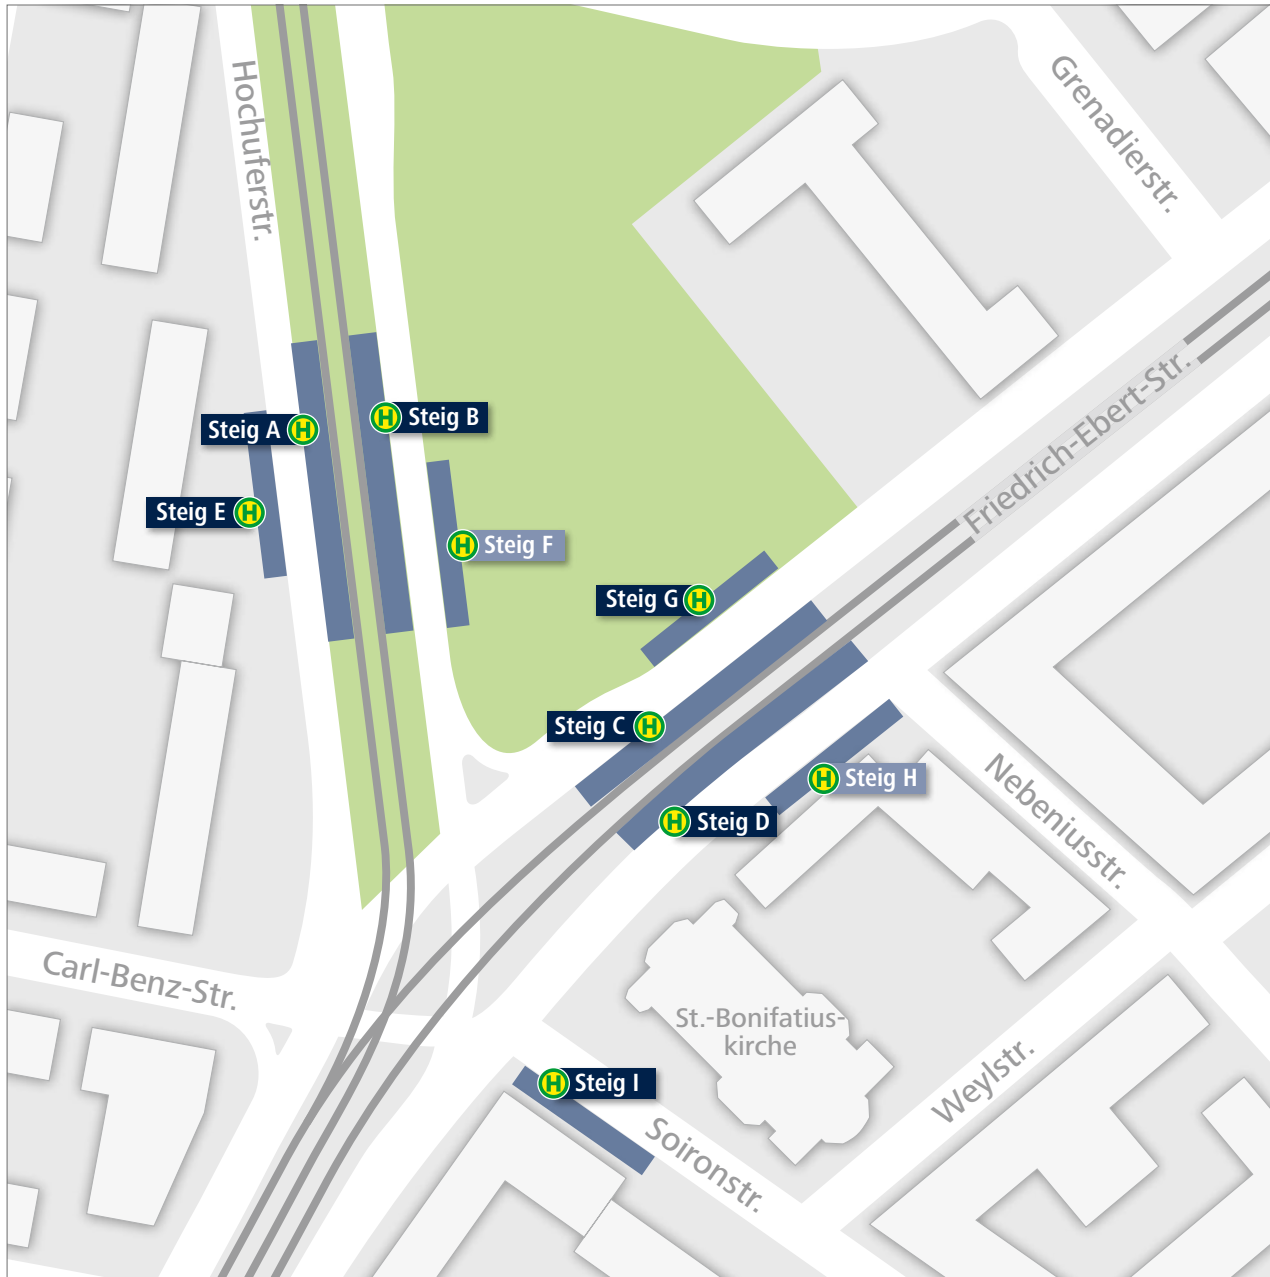 Hochuferstr.
Grenadierstr.
Friedrich-Ebert-Str.
Steig A H
H Steig B
Steig E H
H Steig F
Steig G H
Steig C H
H Steig H
H Steig D
Nebeniusstr.
Carl-Benz-Str.
St.-Bonifatius-
kirche
H Steig I
Weylstr.
Soironstr.